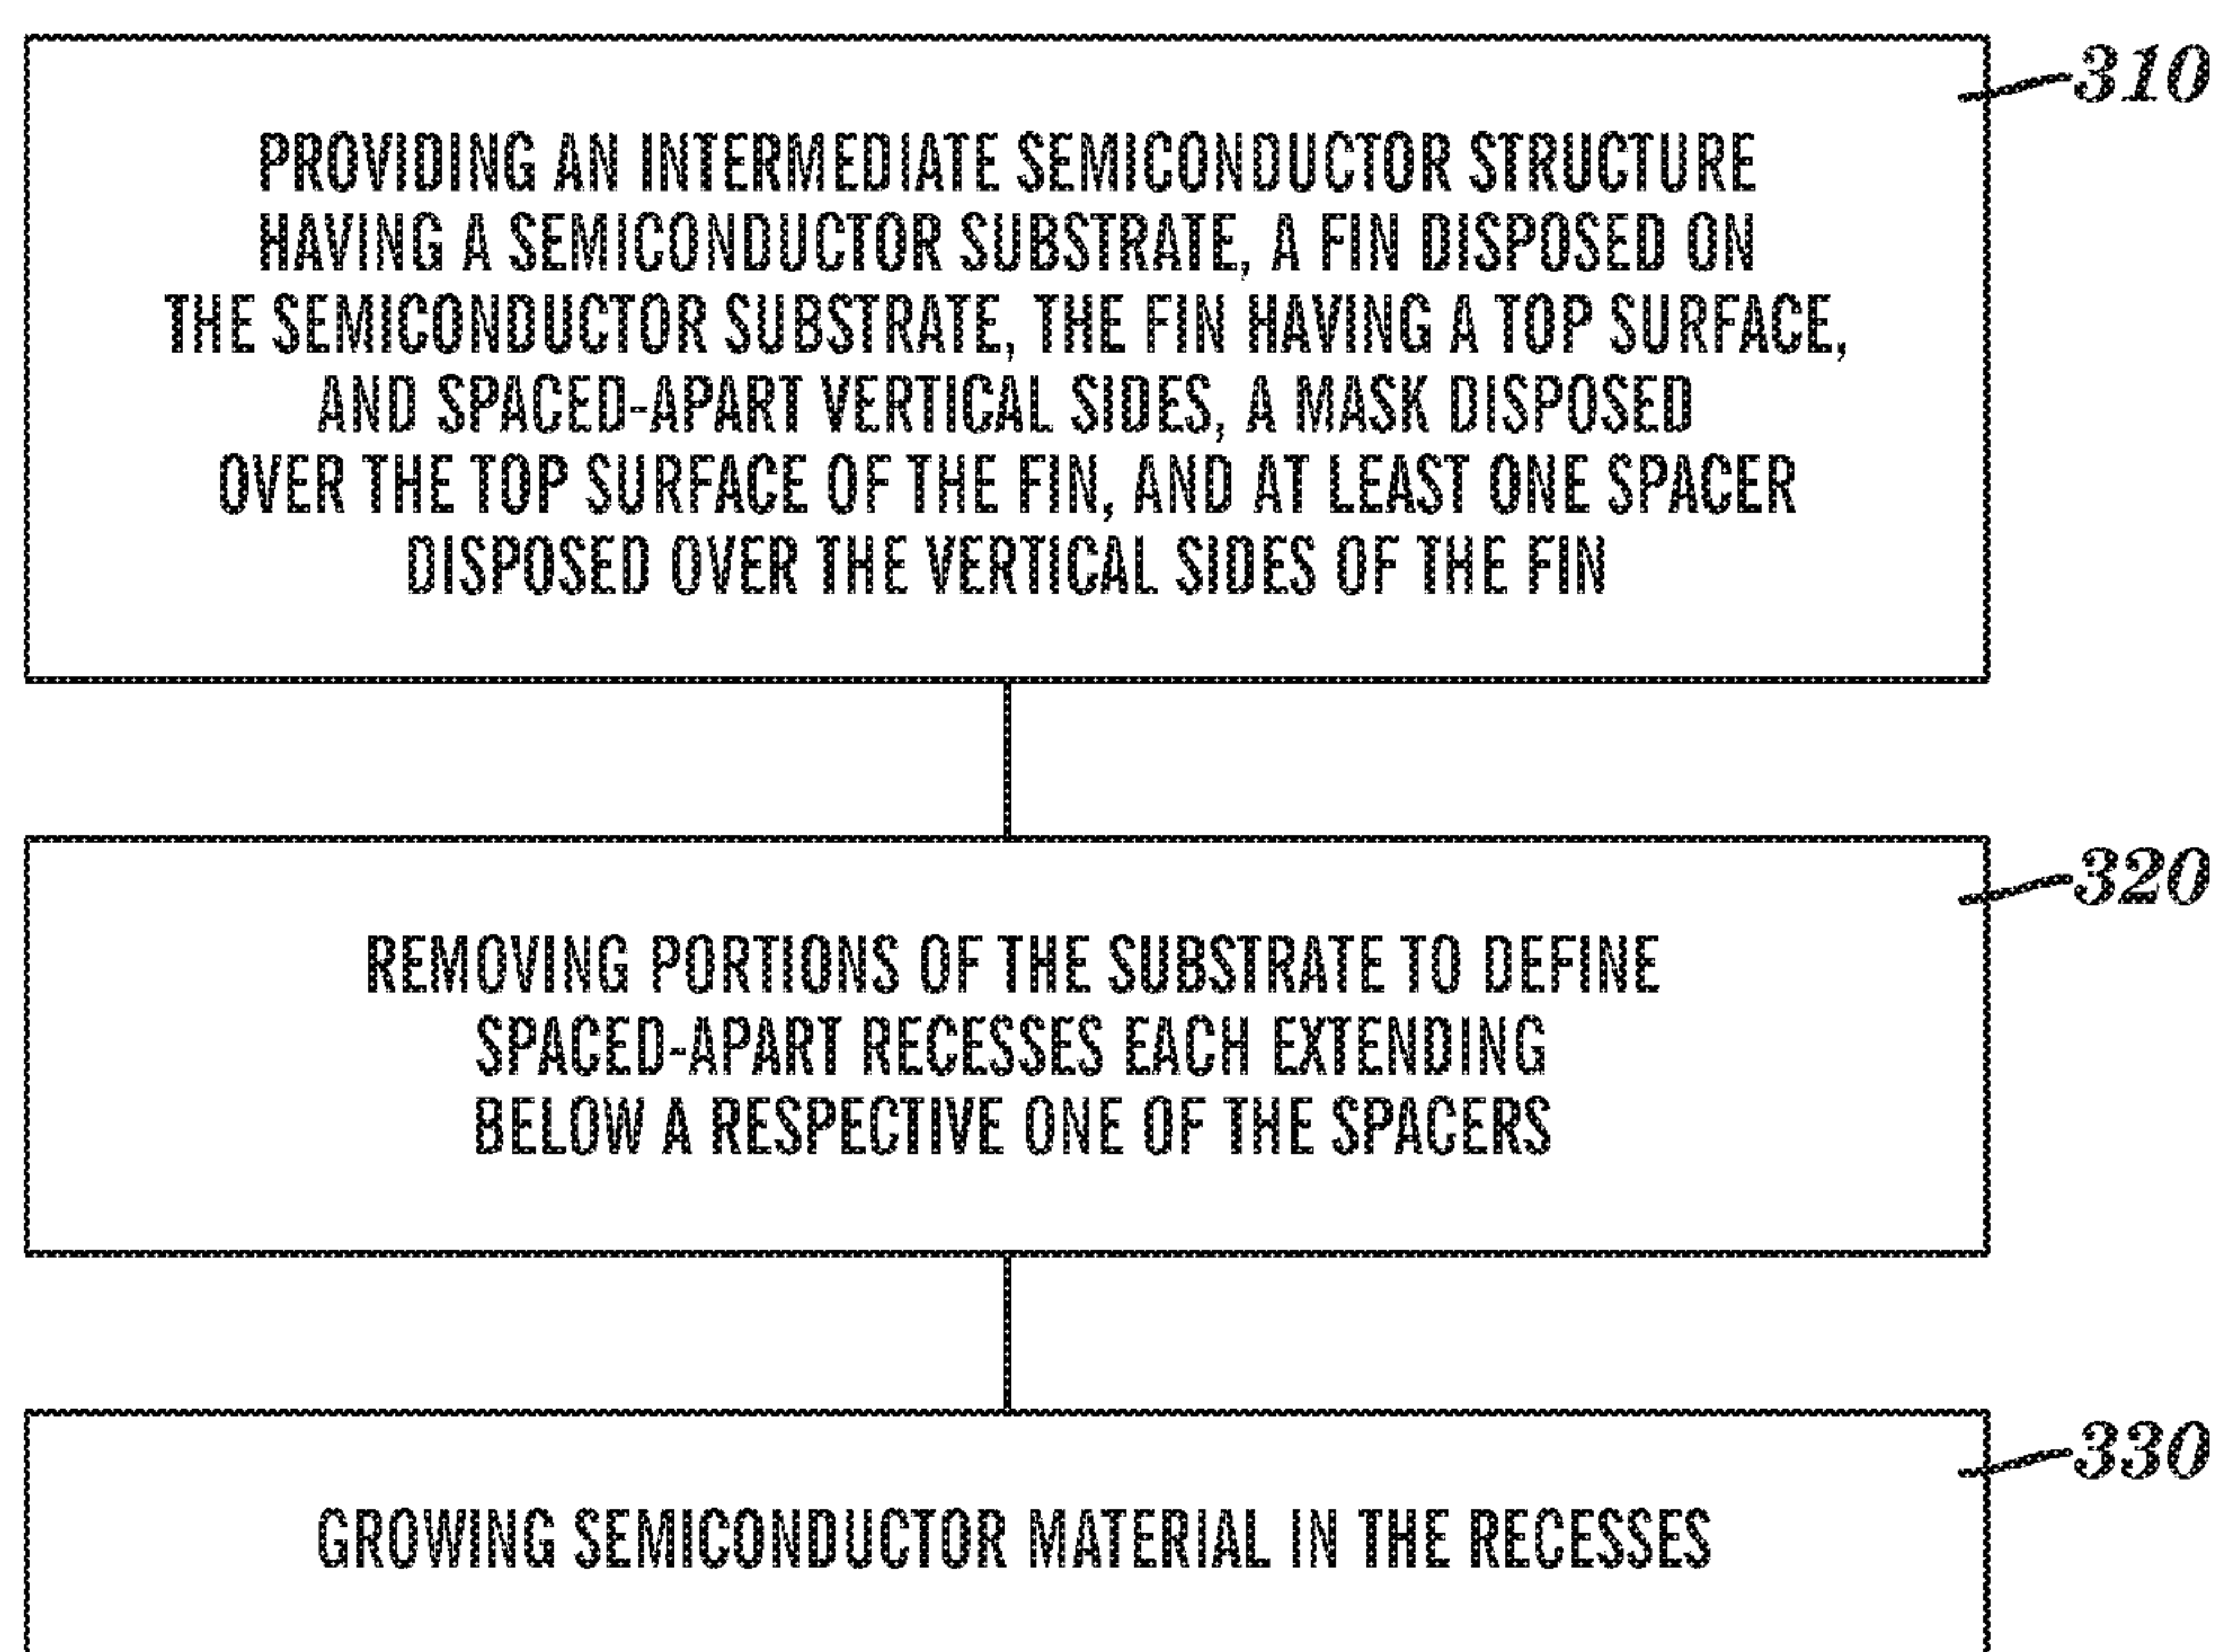 310
PROVIDING AN INTERMEDIATE SEMICONDUCTOR STRUCTURE
HAVING A SEMICONDUCTOR SUBSTRATE, A FIN DISPOSED ON
THE SEMICONDUCTOR SUBSTRATE, THE FIN HAVING A TOP SURFACE,
AND SPACED-APART VERTICAL SIDES, A MASK DISPOSED
OVER THE TOP SURFACE OF THE FIN, AND AT LEAST ONE SPACER
DISPOSED OVER THE VERTICAL SIDES OF THE FIN
320
REMOVING PORTIONS OF THE SUBSTRATE TO DEFINE
SPACED-APART RECESSES EACH EXTENDING
BELOW A RESPECTIVE ONE OF THE SPACERS
330
GROWING SEMICONDUCTOR MATERIAL IN THE RECESSES